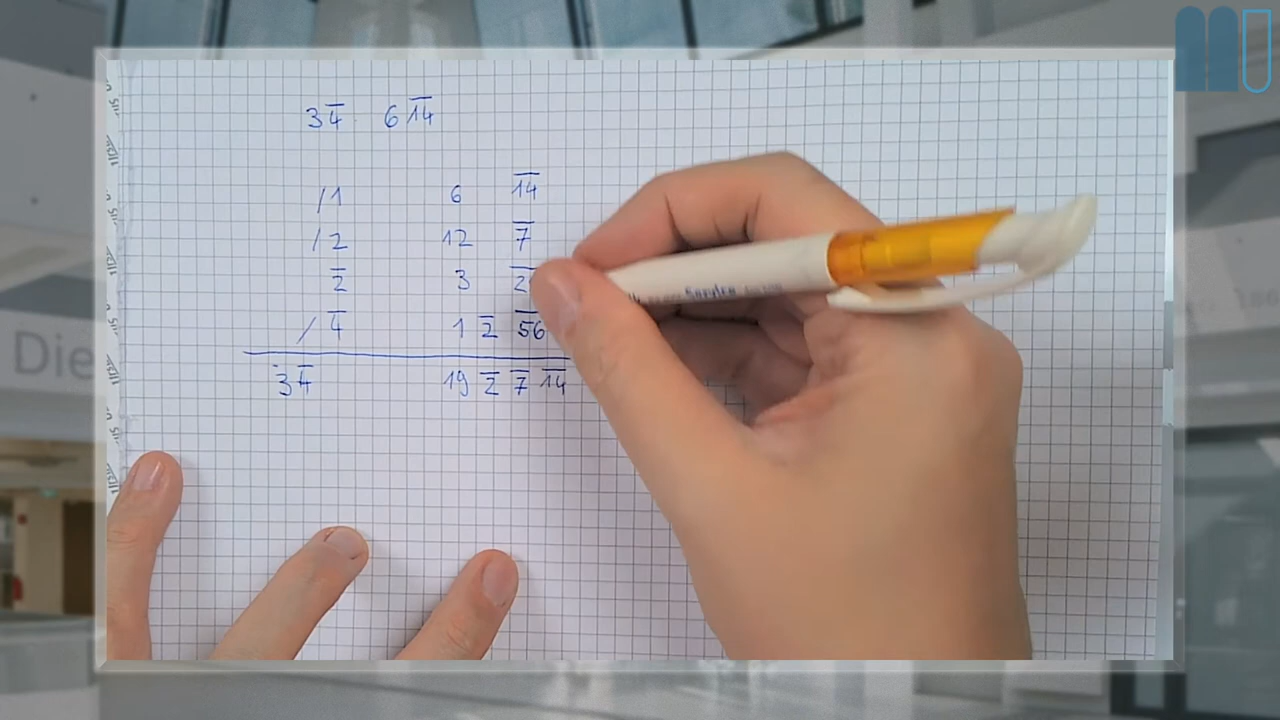 3 4̅ · 6 1̅4̅
/1 6 1̅4̅
/2 12 7̅
2̅ 3 2
/ 4̅ 1 2̅ 5̅6̅
3 4̅ 19 2̅ 7̅ 1̅4̅
Die